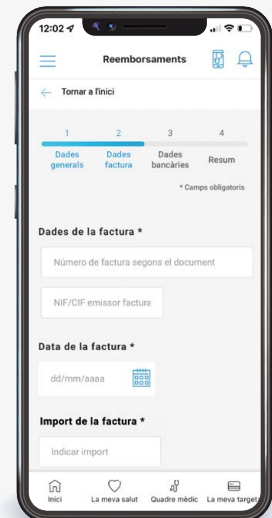 12:02
Reemborsaments
Tornar a l'inici
1 2 3 4
Dades generals
Dades factura
Dades bancàries
Resum
* Camps obligatoris
Dades de la factura *
Número de factura segons el document
NIF/CIF emissor factura
Data de la factura *
dd/mm/aaaa
Import de la factura *
Indicar import
Inici La meva salut Quadre mèdic La meva targeta